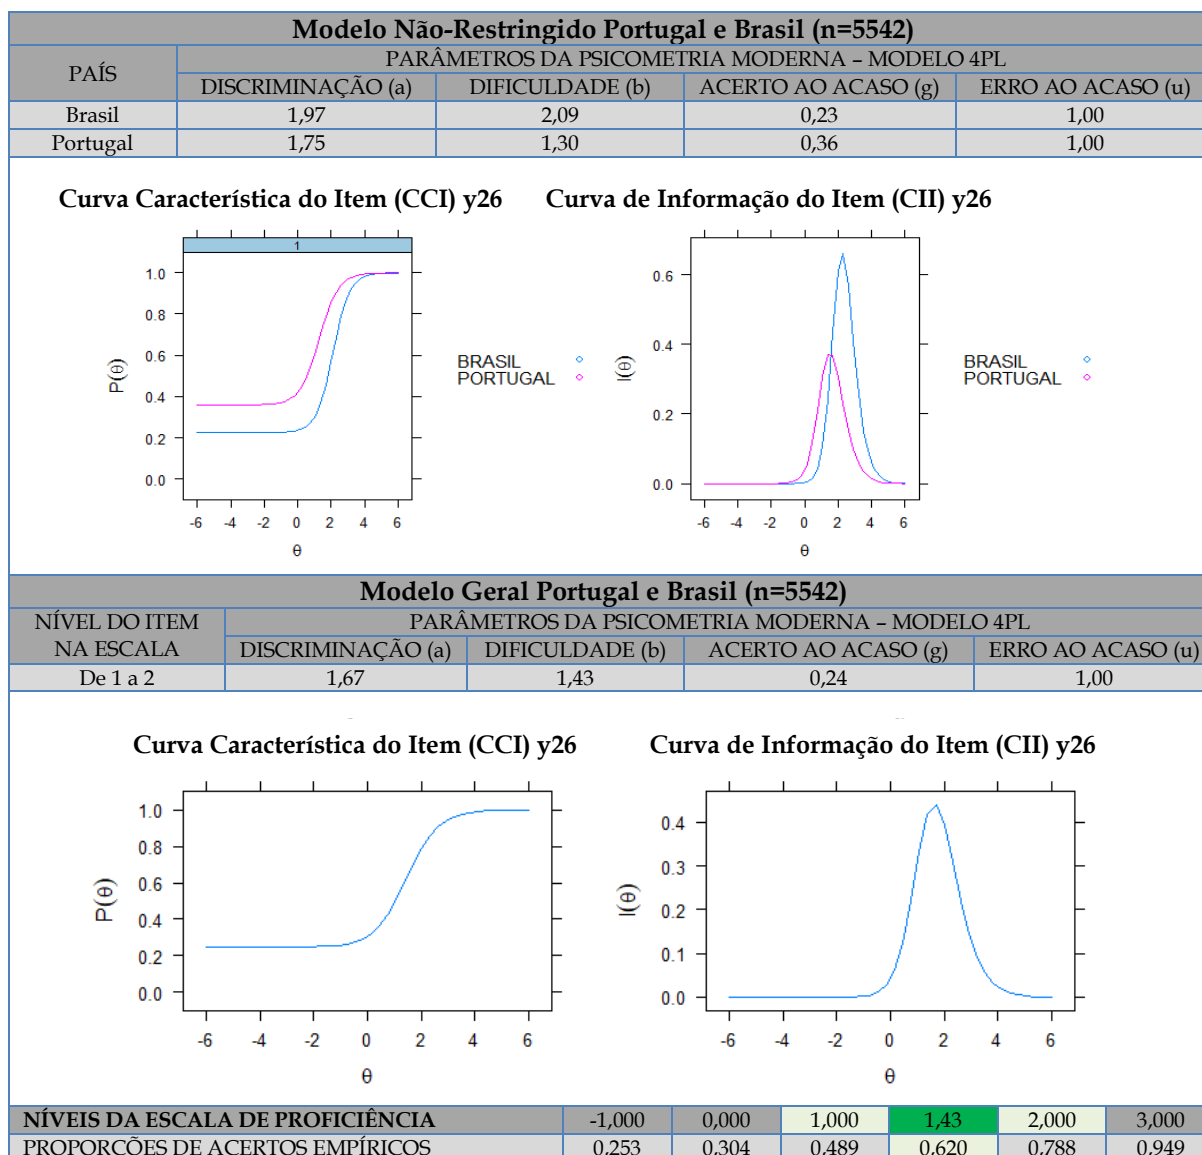 Modelo Não-Restringido Portugal e Brasil (n=5542)
PAÍS
PARÂMETROS DA PSICOMETRIA MODERNA – MODELO 4PL
DISCRIMINAÇÃO (a) DIFICULDADE (b) ACERTO AO ACASO (g) ERRO AO ACASO (u)
Brasil 1,97 2,09 0,23 1,00
Portugal 1,75 1,30 0,36 1,00
Curva Característica do Item (CCI) y26 Curva de Informação do Item (CII) y26
1
1.0
0.8
0.6
0.4
0.2
0.0
P(θ)
-6 -4 -2 0 2 4 6
θ
BRASIL
PORTUGAL
0.6
0.4
0.2
0.0
I(θ)
-6 -4 -2 0 2 4 6
θ
BRASIL
PORTUGAL
Modelo Geral Portugal e Brasil (n=5542)
NÍVEL DO ITEM
NA ESCALA
PARÂMETROS DA PSICOMETRIA MODERNA – MODELO 4PL
DISCRIMINAÇÃO (a) DIFICULDADE (b) ACERTO AO ACASO (g) ERRO AO ACASO (u)
De 1 a 2 1,67 1,43 0,24 1,00
Curva Característica do Item (CCI) y26 Curva de Informação do Item (CII) y26
1.0
0.8
0.6
0.4
0.2
0.0
P(θ)
-6 -4 -2 0 2 4 6
θ
0.4
0.3
0.2
0.1
0.0
I(θ)
-6 -4 -2 0 2 4 6
θ
NÍVEIS DA ESCALA DE PROFICIÊNCIA -1,000 0,000 1,000 1,43 2,000 3,000
PROPORÇÕES DE ACERTOS EMPÍRICOS 0,253 0,304 0,489 0,620 0,788 0,949